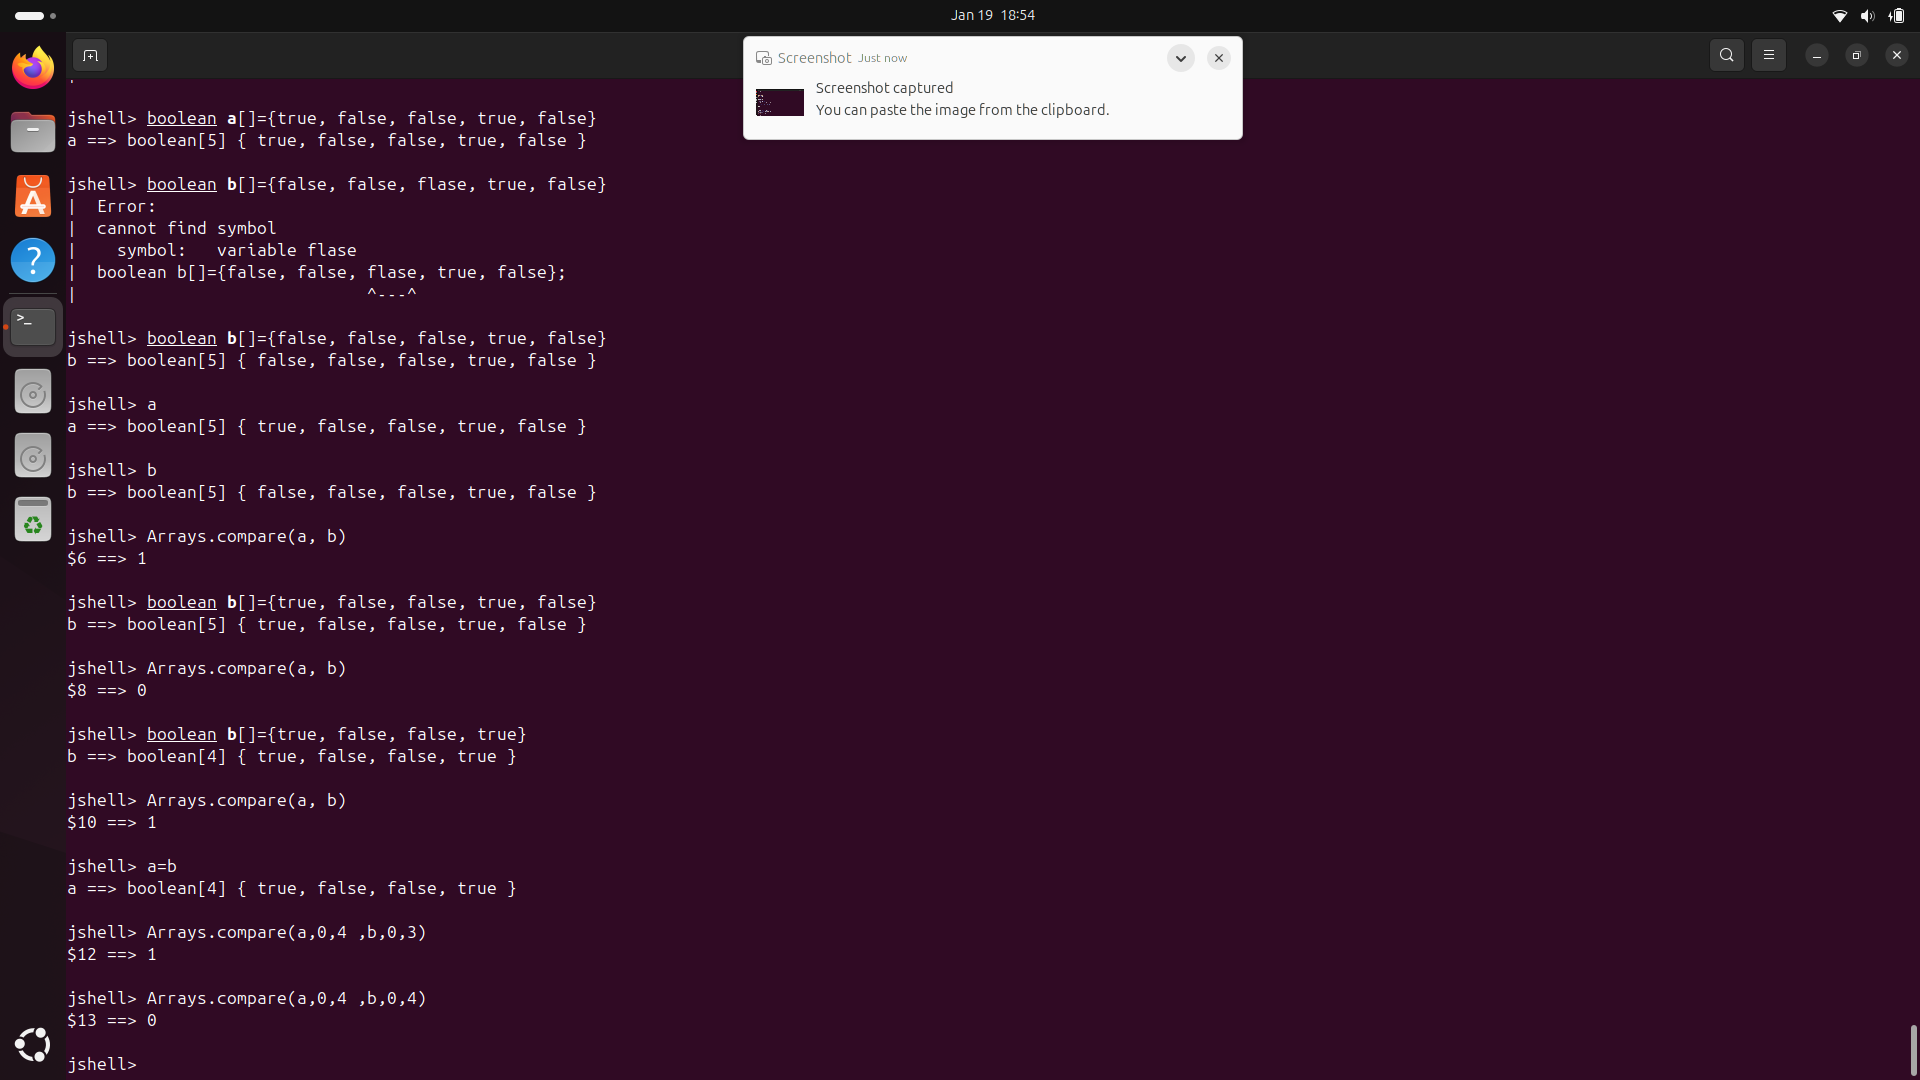 Jan 19 18:54
Screenshot Just now
Screenshot captured
You can paste the image from the clipboard.
jshell> boolean a[]={true, false, false, true, false}
a ==> boolean[5] { true, false, false, true, false }
jshell> boolean b[]={false, false, flase, true, false}
|  Error:
|  cannot find symbol
|    symbol:   variable flase
|  boolean b[]={false, false, flase, true, false};
|                             ^---^
jshell> boolean b[]={false, false, false, true, false}
b ==> boolean[5] { false, false, false, true, false }
jshell> a
a ==> boolean[5] { true, false, false, true, false }
jshell> b
b ==> boolean[5] { false, false, false, true, false }
jshell> Arrays.compare(a, b)
$6 ==> 1
jshell> boolean b[]={true, false, false, true, false}
b ==> boolean[5] { true, false, false, true, false }
jshell> Arrays.compare(a, b)
$8 ==> 0
jshell> boolean b[]={true, false, false, true}
b ==> boolean[4] { true, false, false, true }
jshell> Arrays.compare(a, b)
$10 ==> 1
jshell> a=b
a ==> boolean[4] { true, false, false, true }
jshell> Arrays.compare(a,0,4 ,b,0,3)
$12 ==> 1
jshell> Arrays.compare(a,0,4 ,b,0,4)
$13 ==> 0
jshell>